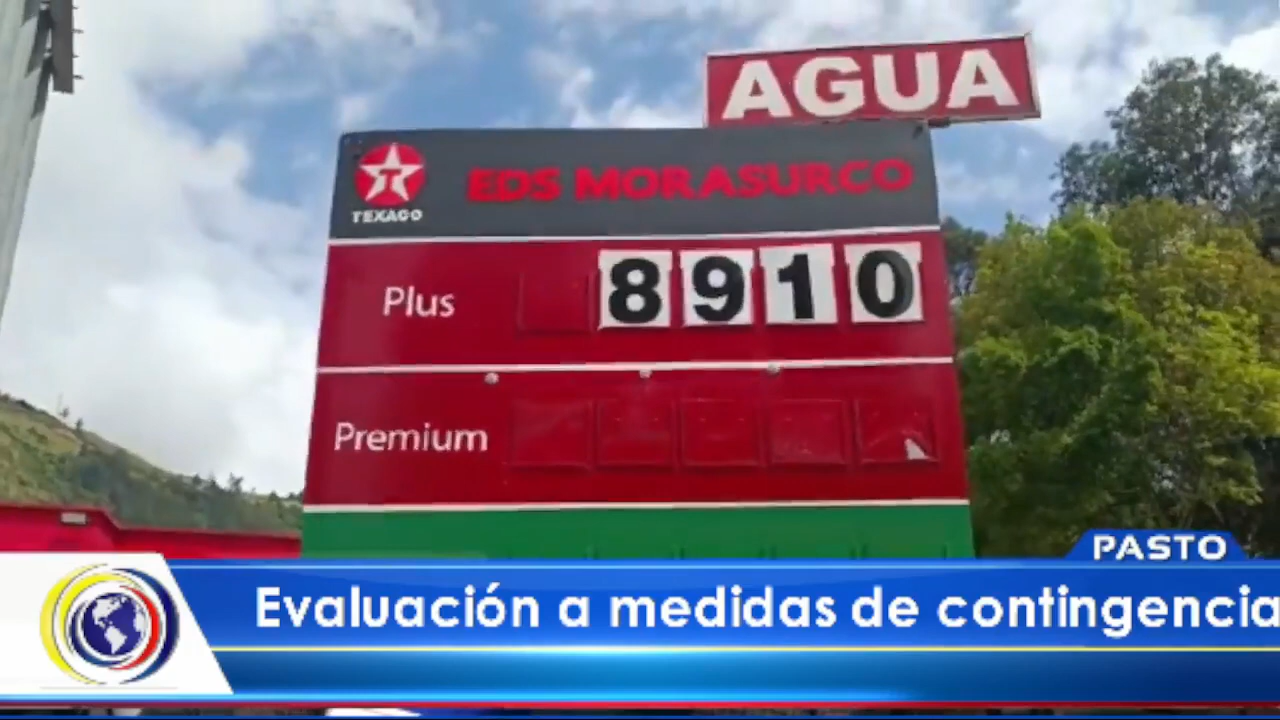 AGUA
TEXACO
EDS MORASURCO
Plus 8910
Premium
PASTO
Evaluación a medidas de contingencia